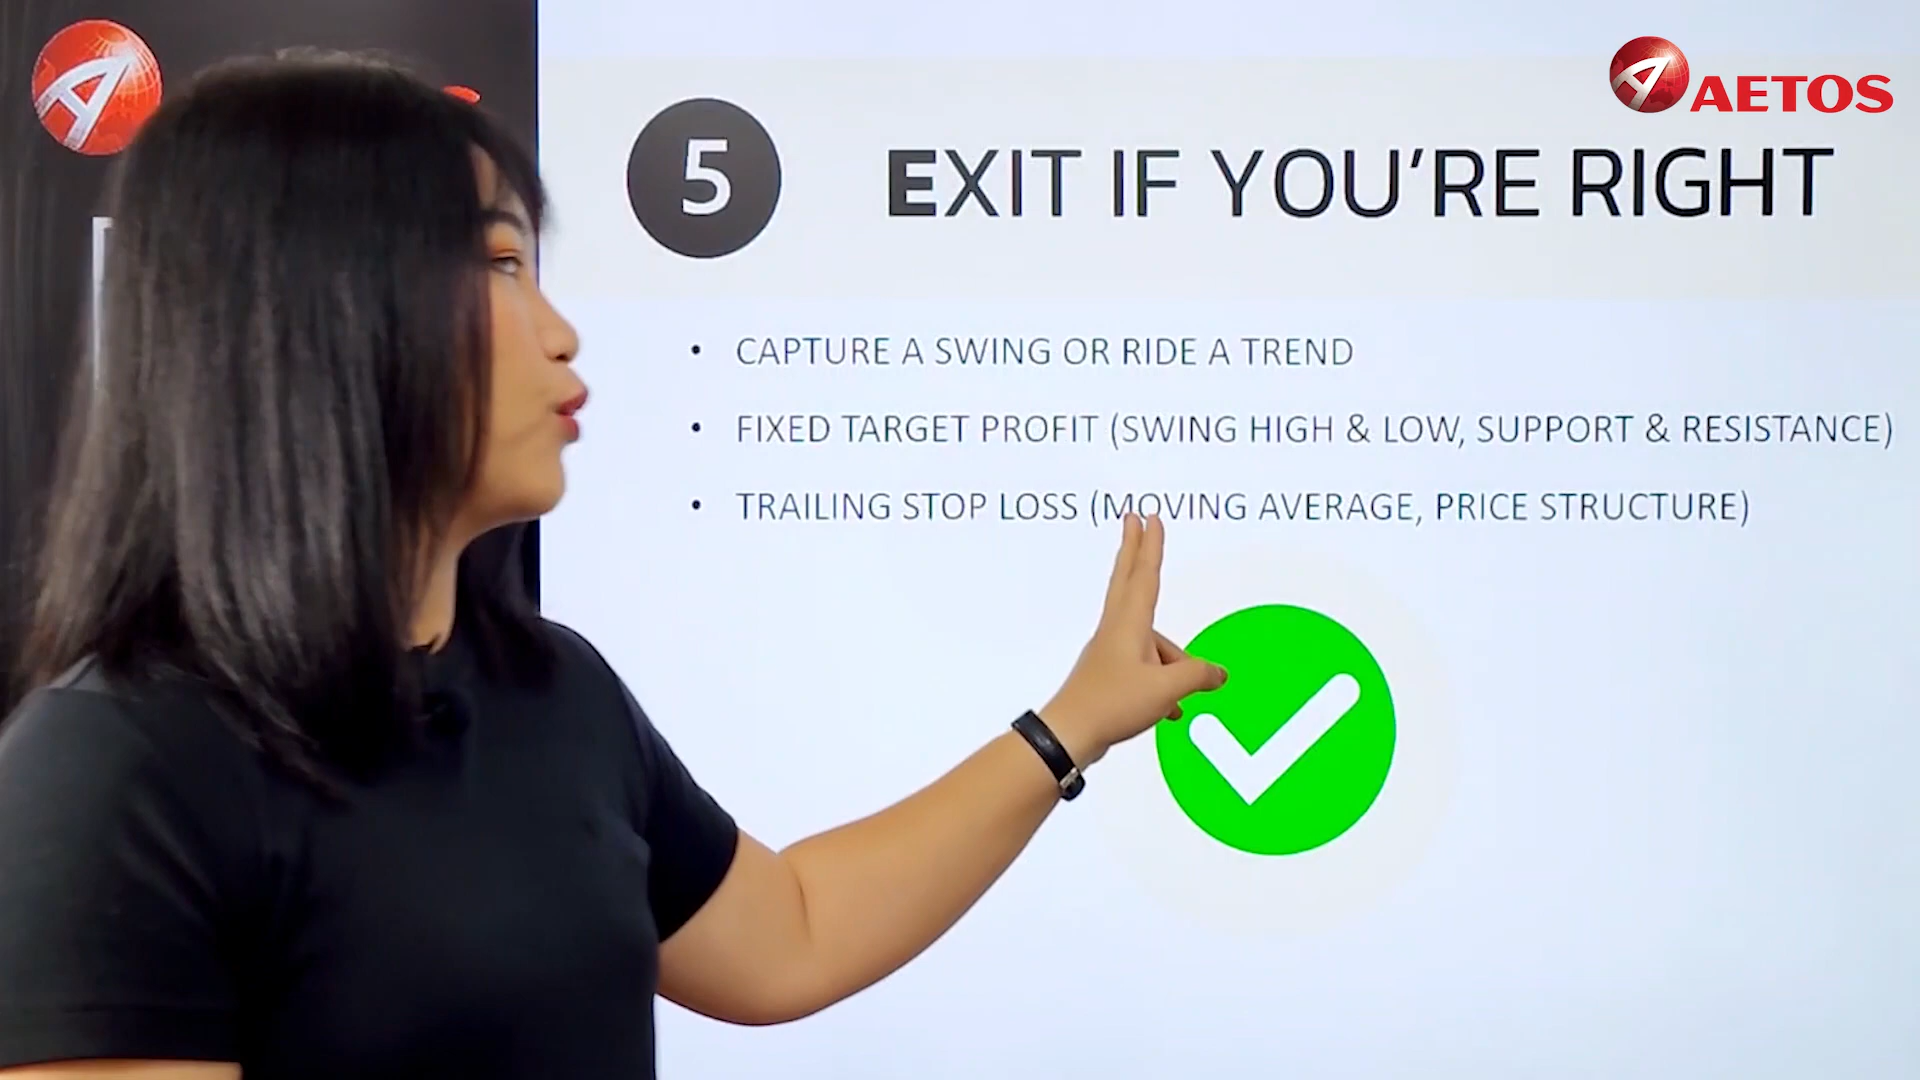 AETOS
5
EXIT IF YOU'RE RIGHT
• CAPTURE A SWING OR RIDE A TREND
• FIXED TARGET PROFIT (SWING HIGH & LOW, SUPPORT & RESISTANCE)
• TRAILING STOP LOSS (MOVING AVERAGE, PRICE STRUCTURE)